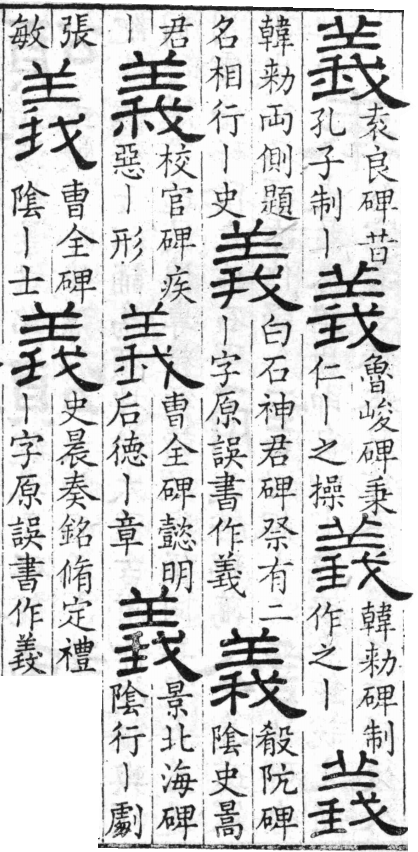 義袁良碑昔孔子制丨義魯峻碑秉仁丨之操義韓勑碑制作之丨義
韓勑兩側題名相行丨史義白石神君碑祭有二丨字原誤書作義義殽阬碑陰史暠
君丨義校官碑疾惡丨形義曹全碑懿明后德丨章義景北海碑陰行丨劇
張敏義曹全碑陰丨士義史晨奏銘脩定禮丨字原誤書作義